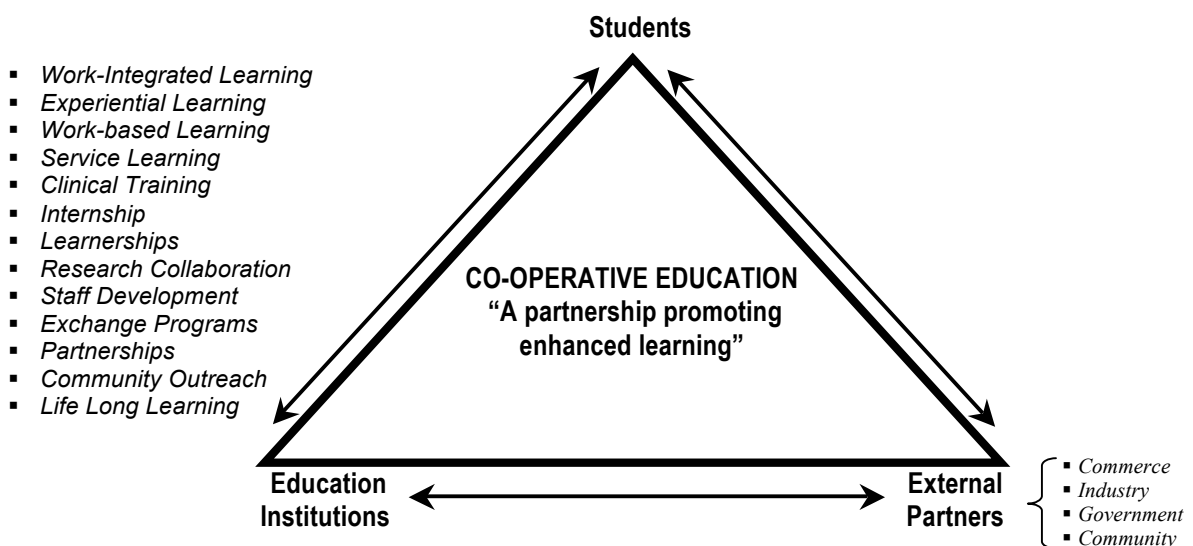 Students
▪ Work-Integrated Learning
▪ Experiential Learning
▪ Work-based Learning
▪ Service Learning
▪ Clinical Training
▪ Internship
▪ Learnerships
▪ Research Collaboration
▪ Staff Development
▪ Exchange Programs
▪ Partnerships
▪ Community Outreach
▪ Life Long Learning
CO-OPERATIVE EDUCATION
“A partnership promoting
enhanced learning”
Education
Institutions
External
Partners
▪ Commerce
▪ Industry
▪ Government
▪ Community